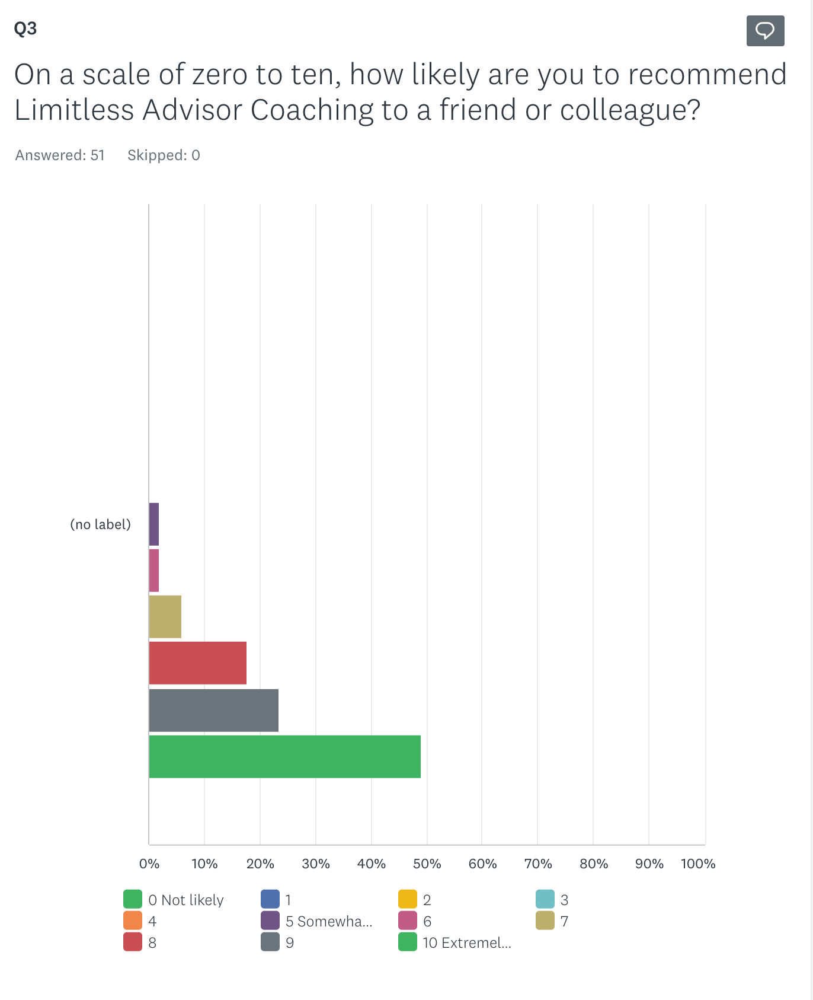 Q3
On a scale of zero to ten, how likely are you to recommend
Limitless Advisor Coaching to a friend or colleague?
Answered: 51 Skipped: 0
(no label)
0% 10% 20% 30% 40% 50% 60% 70% 80% 90% 100%
0 Not likely 1 2 3
4 5 Somewha... 6 7
8 9 10 Extremel...